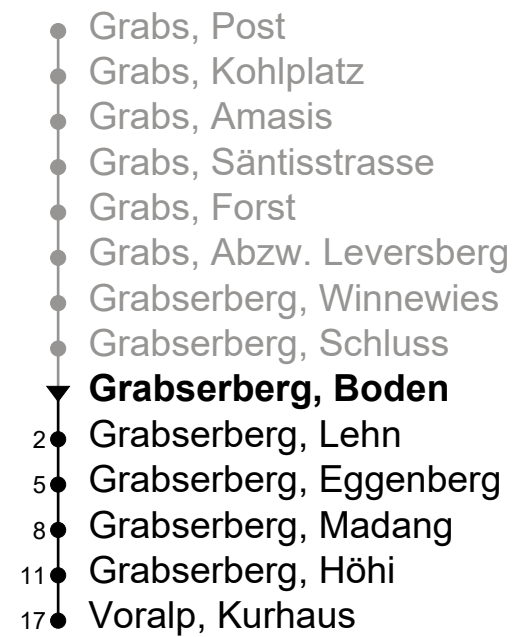 Grabs, Post
Grabs, Kohlplatz
Grabs, Amasis
Grabs, Säntisstrasse
Grabs, Forst
Grabs, Abzw. Leversberg
Grabserberg, Winnewies
Grabserberg, Schluss
Grabserberg, Boden
2 Grabserberg, Lehn
5 Grabserberg, Eggenberg
8 Grabserberg, Madang
11 Grabserberg, Höhi
17 Voralp, Kurhaus